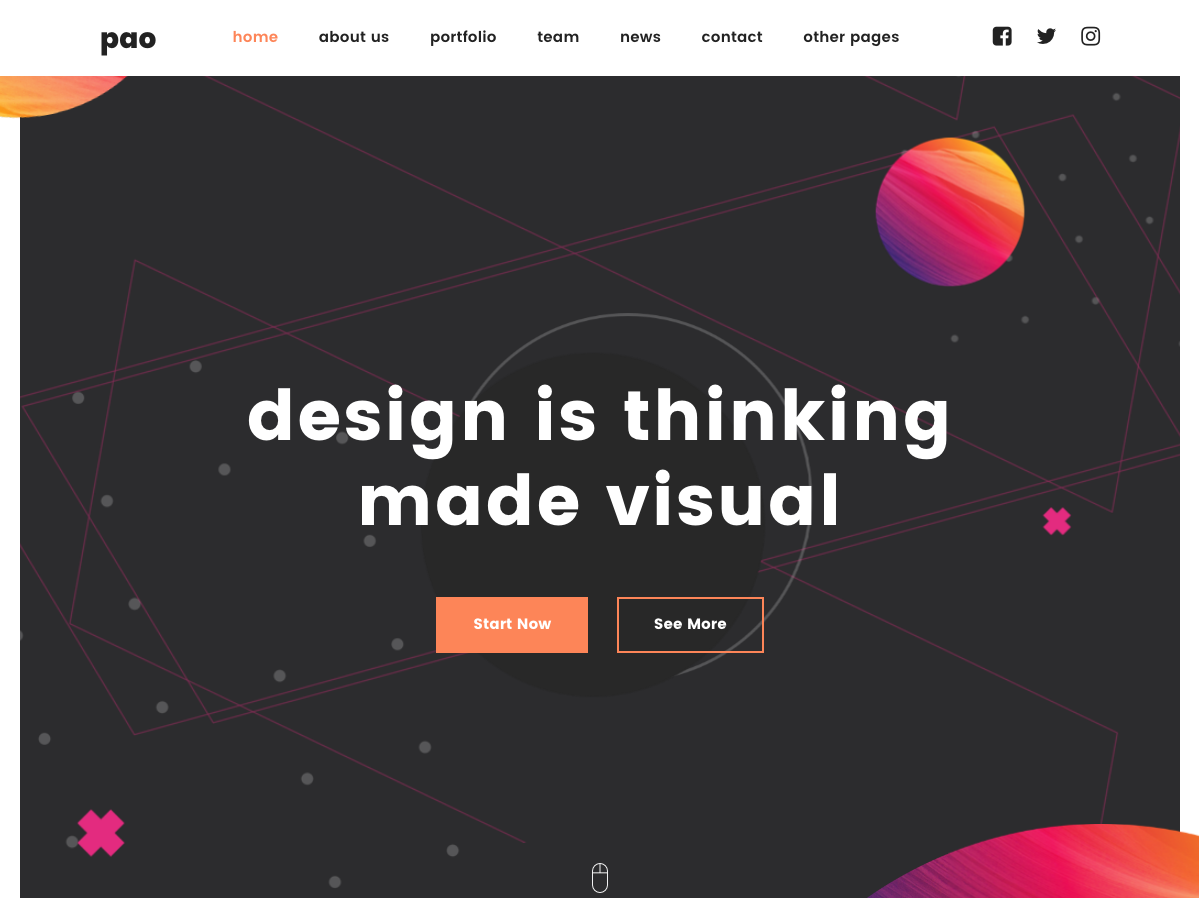 pao
home about us portfolio team news contact other pages
design is thinking
made visual
Start Now See More